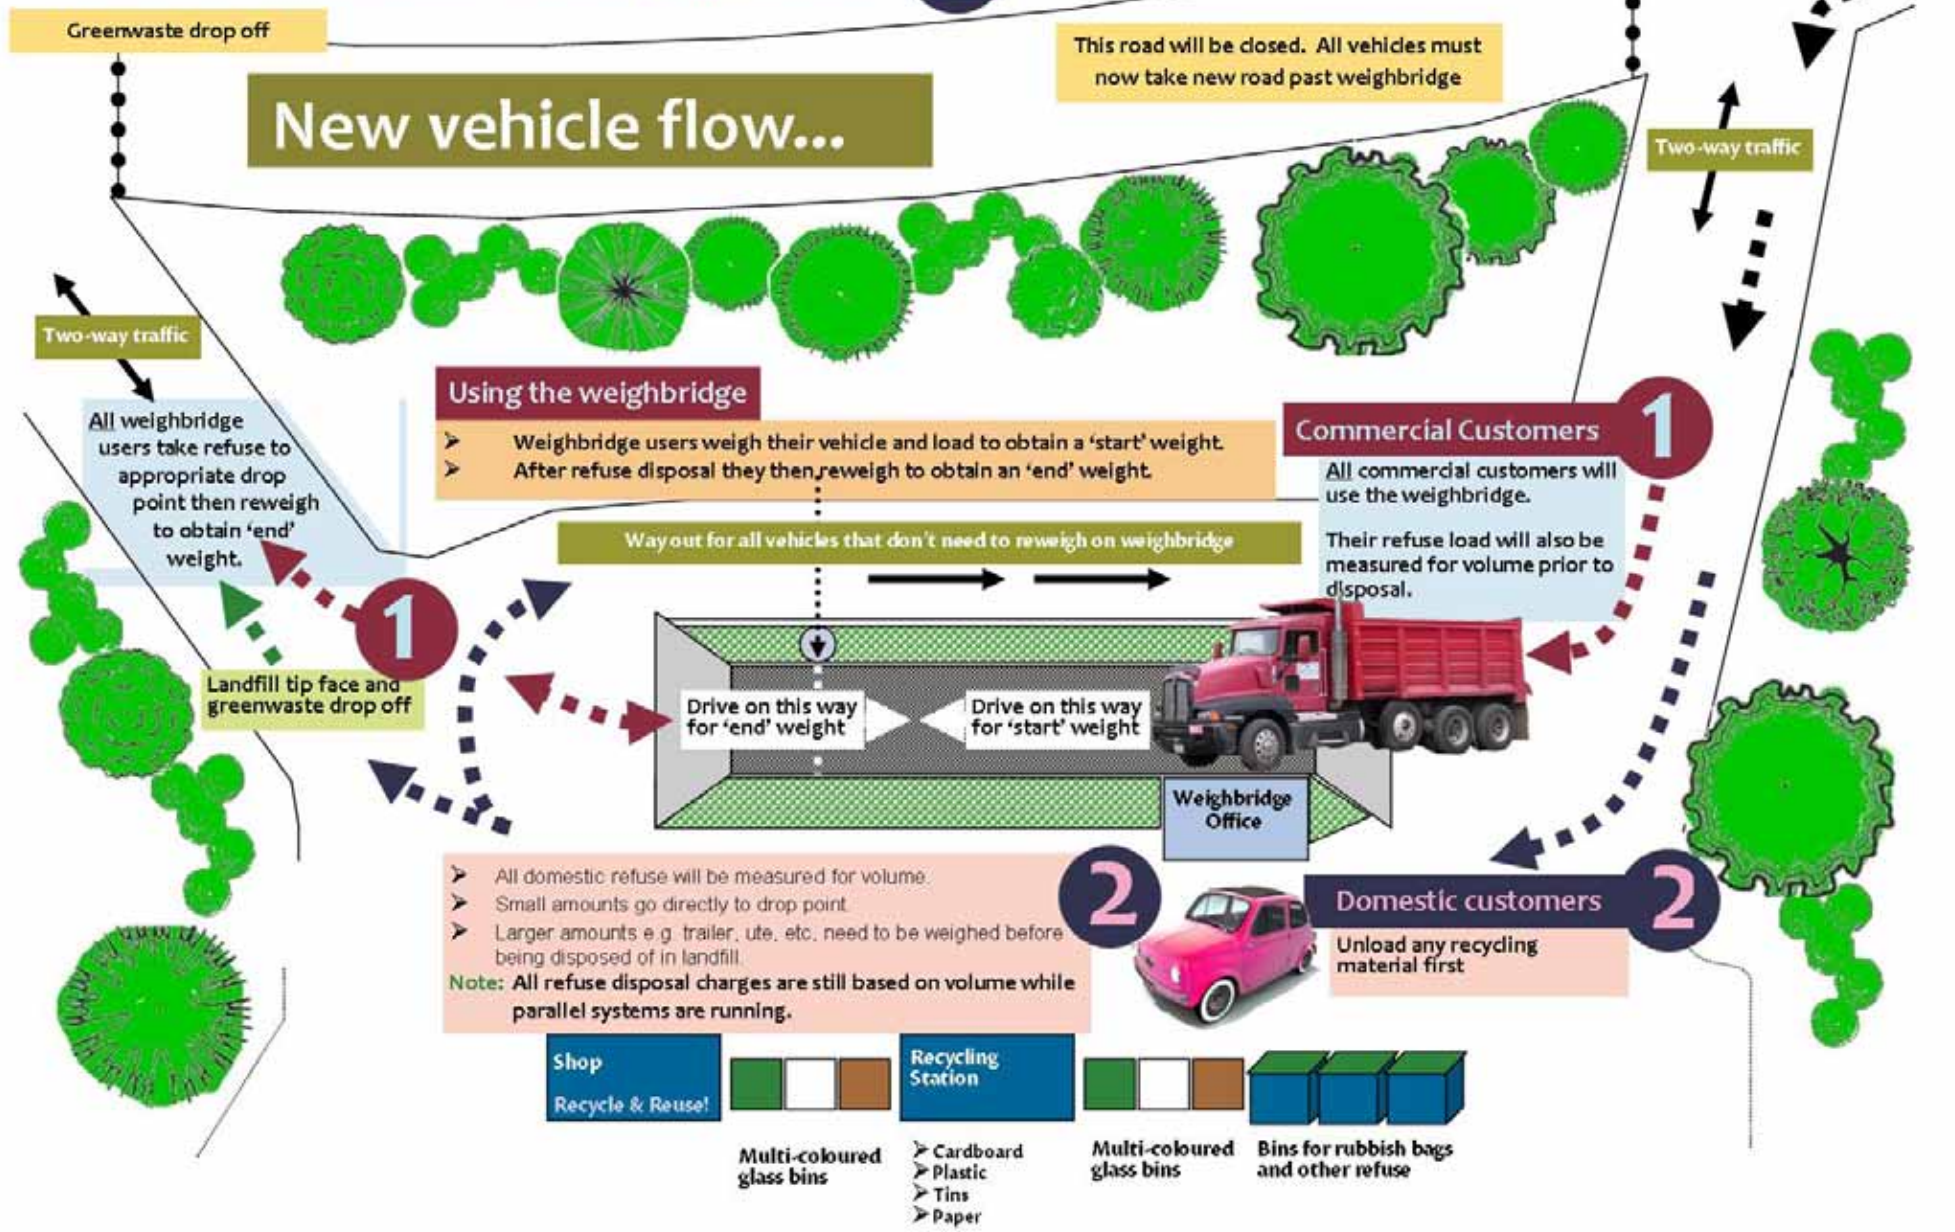 Greenwaste drop off
This road will be closed. All vehicles must
now take new road past weighbridge
New vehicle flow...
Two-way traffic
Two-way traffic
Using the weighbridge
➢ Weighbridge users weigh their vehicle and load to obtain a ‘start’ weight.
➢ After refuse disposal they then reweigh to obtain an ‘end’ weight.
Commercial Customers
1
All commercial customers will
use the weighbridge.
Their refuse load will also be
measured for volume prior to
disposal.
All weighbridge
users take refuse to
appropriate drop
point then reweigh
to obtain ‘end’
weight.
Way out for all vehicles that don't need to reweigh on weighbridge
1
Landfill tip face and
greenwaste drop off
Drive on this way
for ‘end’ weight
Drive on this way
for ‘start’ weight
Weighbridge
Office
➢ All domestic refuse will be measured for volume.
➢ Small amounts go directly to drop point.
➢ Larger amounts e.g. trailer, ute, etc, need to be weighed before
being disposed of in landfill.
Note: All refuse disposal charges are still based on volume while
parallel systems are running.
2
Domestic customers
2
Unload any recycling
material first
Shop
Recycle & Reuse!
Recycling
Station
Multi-coloured
glass bins
➢ Cardboard
➢ Plastic
➢ Tins
➢ Paper
Multi-coloured
glass bins
Bins for rubbish bags
and other refuse